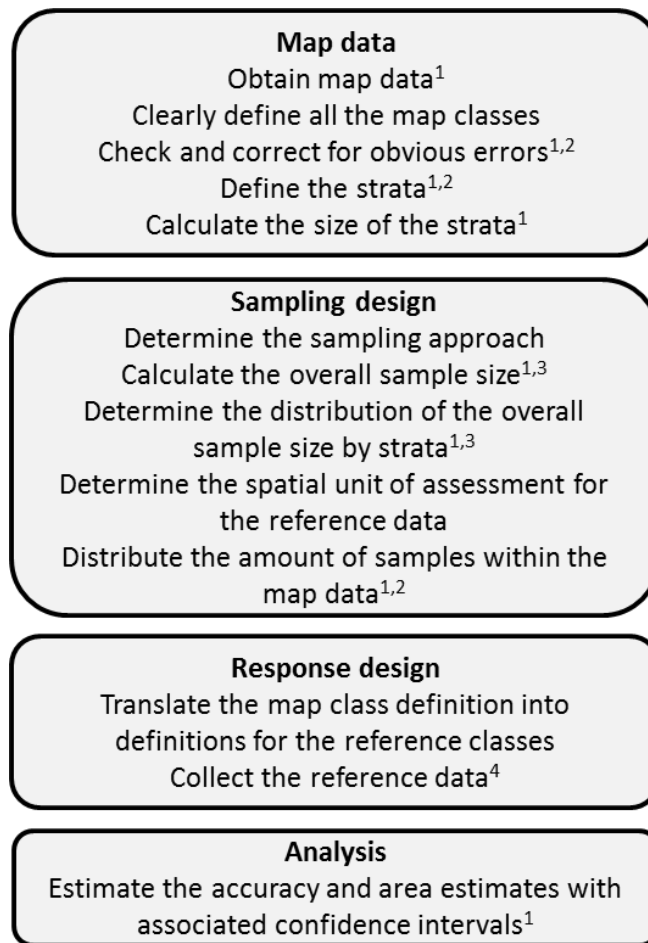 Map data
Obtain map data¹
Clearly define all the map classes
Check and correct for obvious errors¹,²
Define the strata¹,²
Calculate the size of the strata¹
Sampling design
Determine the sampling approach
Calculate the overall sample size¹,³
Determine the distribution of the overall
sample size by strata¹,³
Determine the spatial unit of assessment for
the reference data
Distribute the amount of samples within the
map data¹,²
Response design
Translate the map class definition into
definitions for the reference classes
Collect the reference data⁴
Analysis
Estimate the accuracy and area estimates with
associated confidence intervals¹